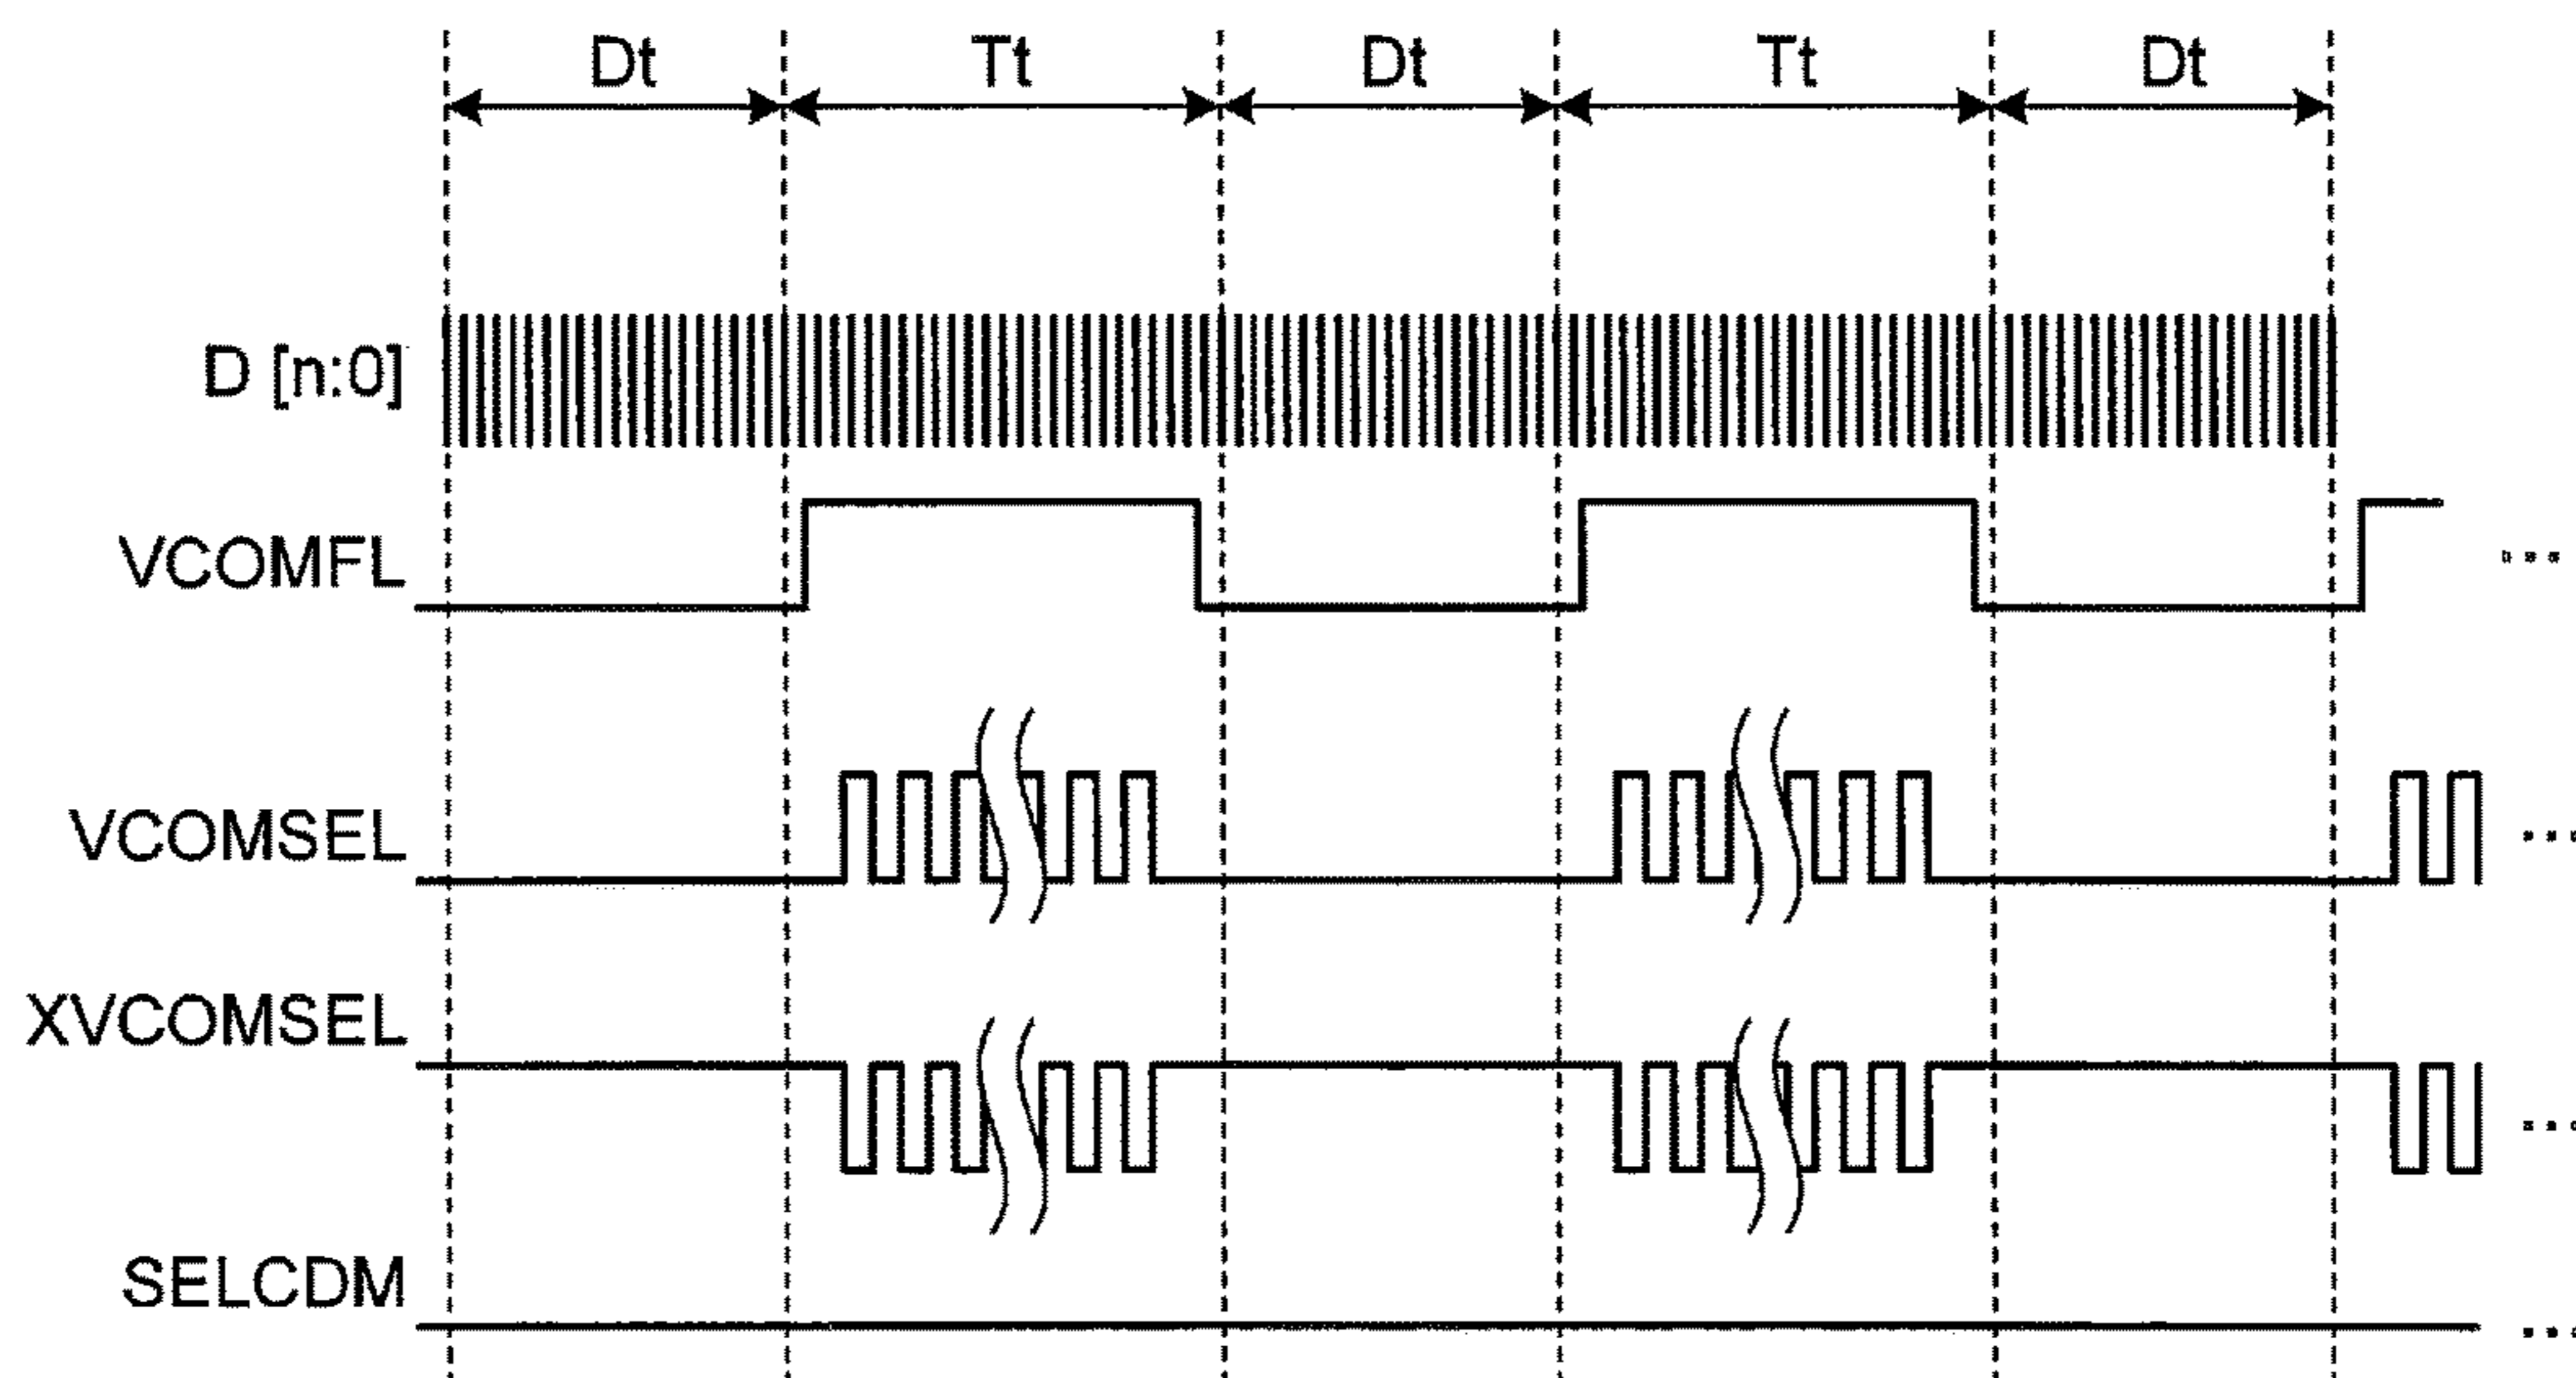 Dt Tt Dt Tt Dt
D [n:0]
VCOMFL
VCOMSEL
XVCOMSEL
SELCDM